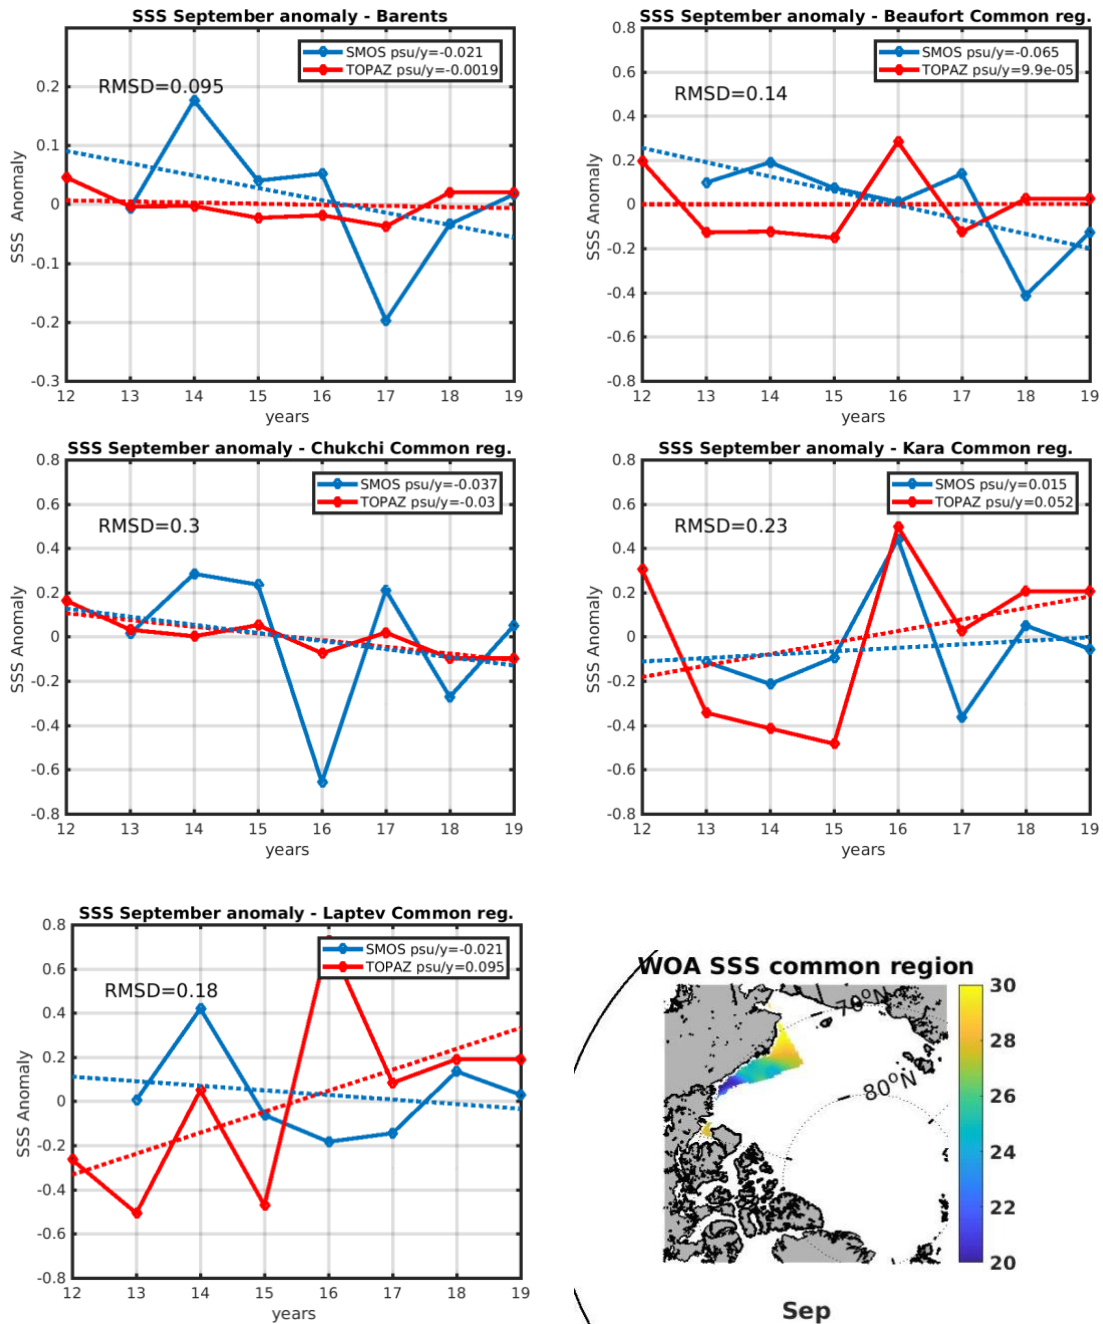 SSS September anomaly - Barents
SMOS psu/y=-0.021
TOPAZ psu/y=-0.0019
RMSD=0.095
0.2
0.1
0
-0.1
-0.2
-0.3
SSS Anomaly
12 13 14 15 16 17 18 19
years
SSS September anomaly - Beaufort Common reg.
SMOS psu/y=-0.065
TOPAZ psu/y=9.9e-05
RMSD=0.14
0.8
0.6
0.4
0.2
0
-0.2
-0.4
-0.6
-0.8
SSS Anomaly
12 13 14 15 16 17 18 19
years
SSS September anomaly - Chukchi Common reg.
SMOS psu/y=-0.037
TOPAZ psu/y=-0.03
RMSD=0.3
0.8
0.6
0.4
0.2
0
-0.2
-0.4
-0.6
-0.8
SSS Anomaly
12 13 14 15 16 17 18 19
years
SSS September anomaly - Kara Common reg.
SMOS psu/y=0.015
TOPAZ psu/y=0.052
RMSD=0.23
0.8
0.6
0.4
0.2
0
-0.2
-0.4
-0.6
-0.8
SSS Anomaly
12 13 14 15 16 17 18 19
years
SSS September anomaly - Laptev Common reg.
SMOS psu/y=-0.021
TOPAZ psu/y=0.095
RMSD=0.18
0.8
0.6
0.4
0.2
0
-0.2
-0.4
-0.6
-0.8
SSS Anomaly
12 13 14 15 16 17 18 19
years
WOA SSS common region
70°N
80°N
30
28
26
24
22
20
Sep